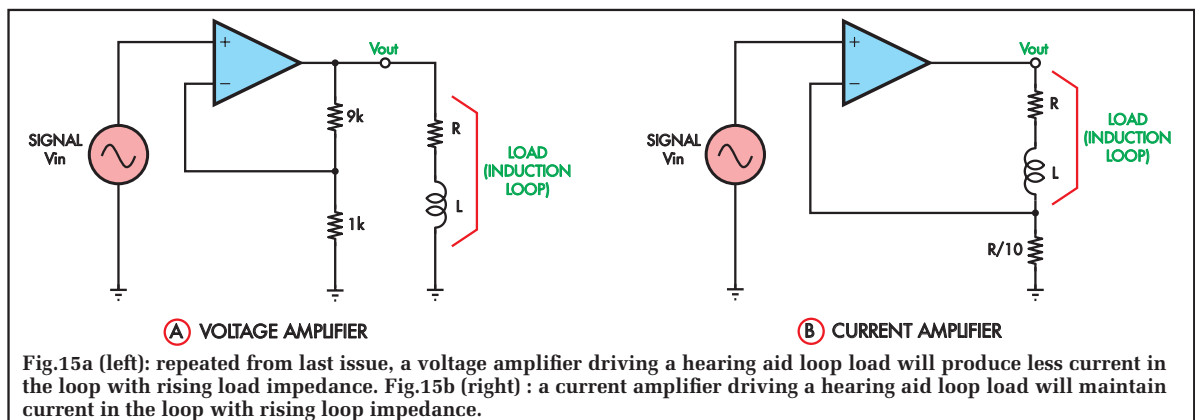 +
−
SIGNAL
Vin
9k
1k
Vout
R
L
LOAD
(INDUCTION
LOOP)
A VOLTAGE AMPLIFIER
+
−
SIGNAL
Vin
Vout
R
L
LOAD
(INDUCTION
LOOP)
R/10
B CURRENT AMPLIFIER
Fig.15a (left): repeated from last issue, a voltage amplifier driving a hearing aid loop load will produce less current in
the loop with rising load impedance. Fig.15b (right) : a current amplifier driving a hearing aid loop load will maintain
current in the loop with rising loop impedance.